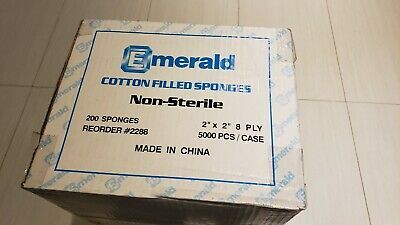 Emerald
COTTON FILLED SPONGES
Non-Sterile
200 SPONGES 2" x 2" 8 PLY
REORDER #2288 5000 PCS / CASE
MADE IN CHINA